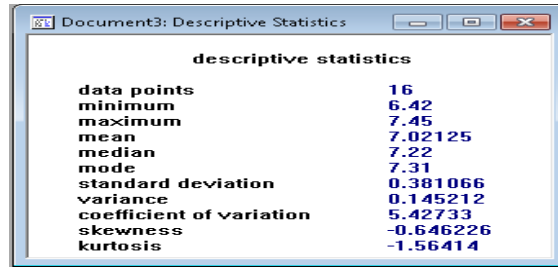 Document3: Descriptive Statistics
descriptive statistics
data points 16
minimum 6.42
maximum 7.45
mean 7.02125
median 7.22
mode 7.31
standard deviation 0.381066
variance 0.145212
coefficient of variation 5.42733
skewness -0.646226
kurtosis -1.56414